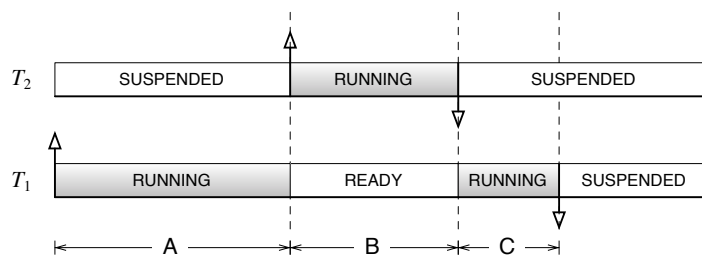 T2 SUSPENDED RUNNING SUSPENDED
T1 RUNNING READY RUNNING SUSPENDED
A B C